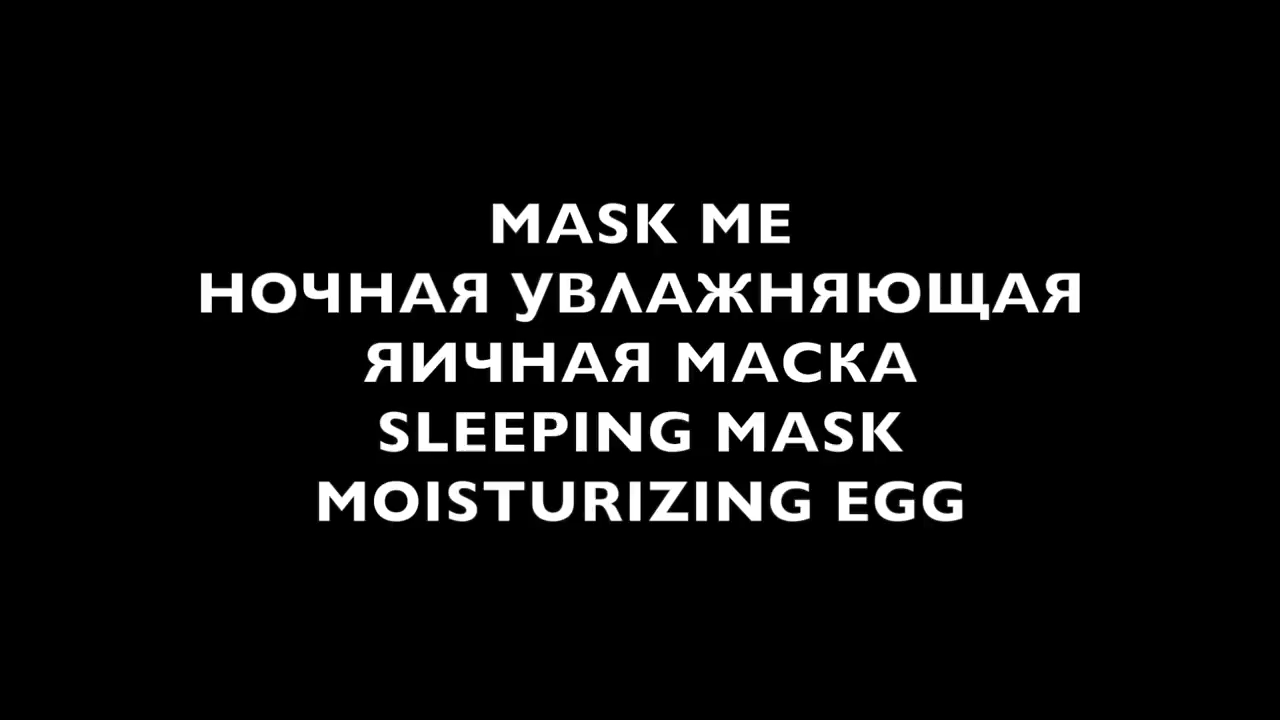 MASK ME
НОЧНАЯ УВЛАЖНЯЮЩАЯ
ЯИЧНАЯ МАСКА
SLEEPING MASK
MOISTURIZING EGG